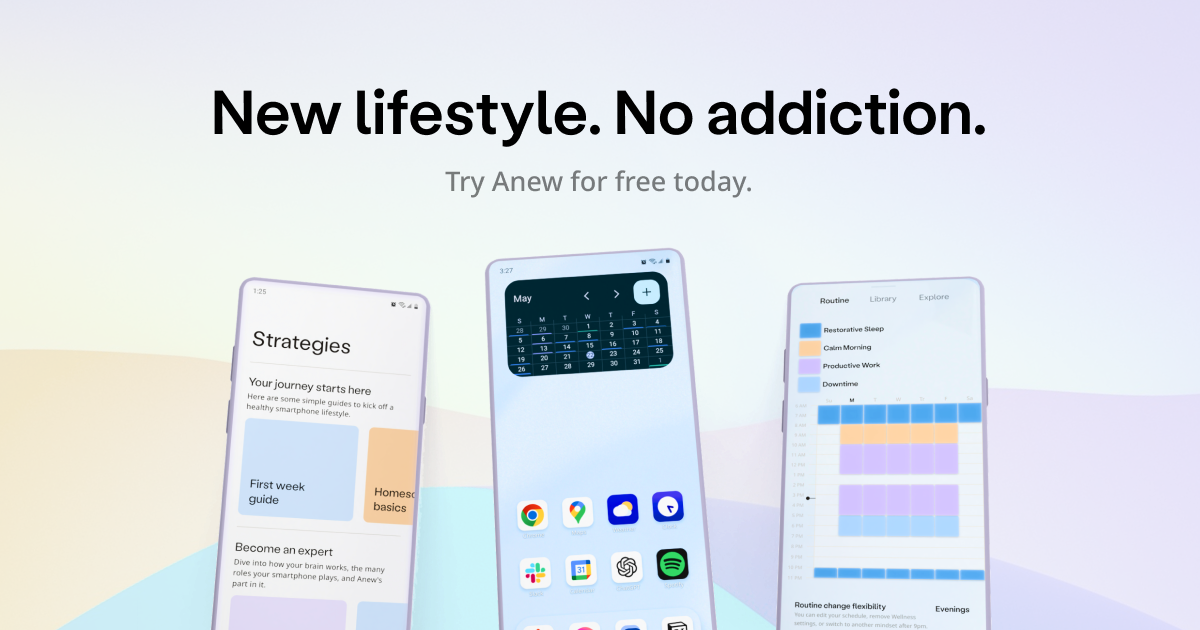 New lifestyle. No addiction.
Try Anew for free today.
1:25
Strategies
Your journey starts here
Here are some simple guides to kick off a
healthy smartphone lifestyle.
First week
guide
Homesc
basics
Become an expert
Dive into how your brain works, the many
roles your smartphone plays, and Anew's
part in it.
3:27
May
S M T W T F S
28 29 30 1 2 3 4
5 6 7 8 9 10 11
12 13 14 15 16 17 18
19 20 21 22 23 24 25
26 27 28 29 30 31 1
31
Routine Library Explore
Restorative Sleep
Calm Morning
Productive Work
Downtime
M
Routine change flexibility
Evenings
You can edit your schedule, remove Wellness
settings, or switch to another mindset after 9pm.